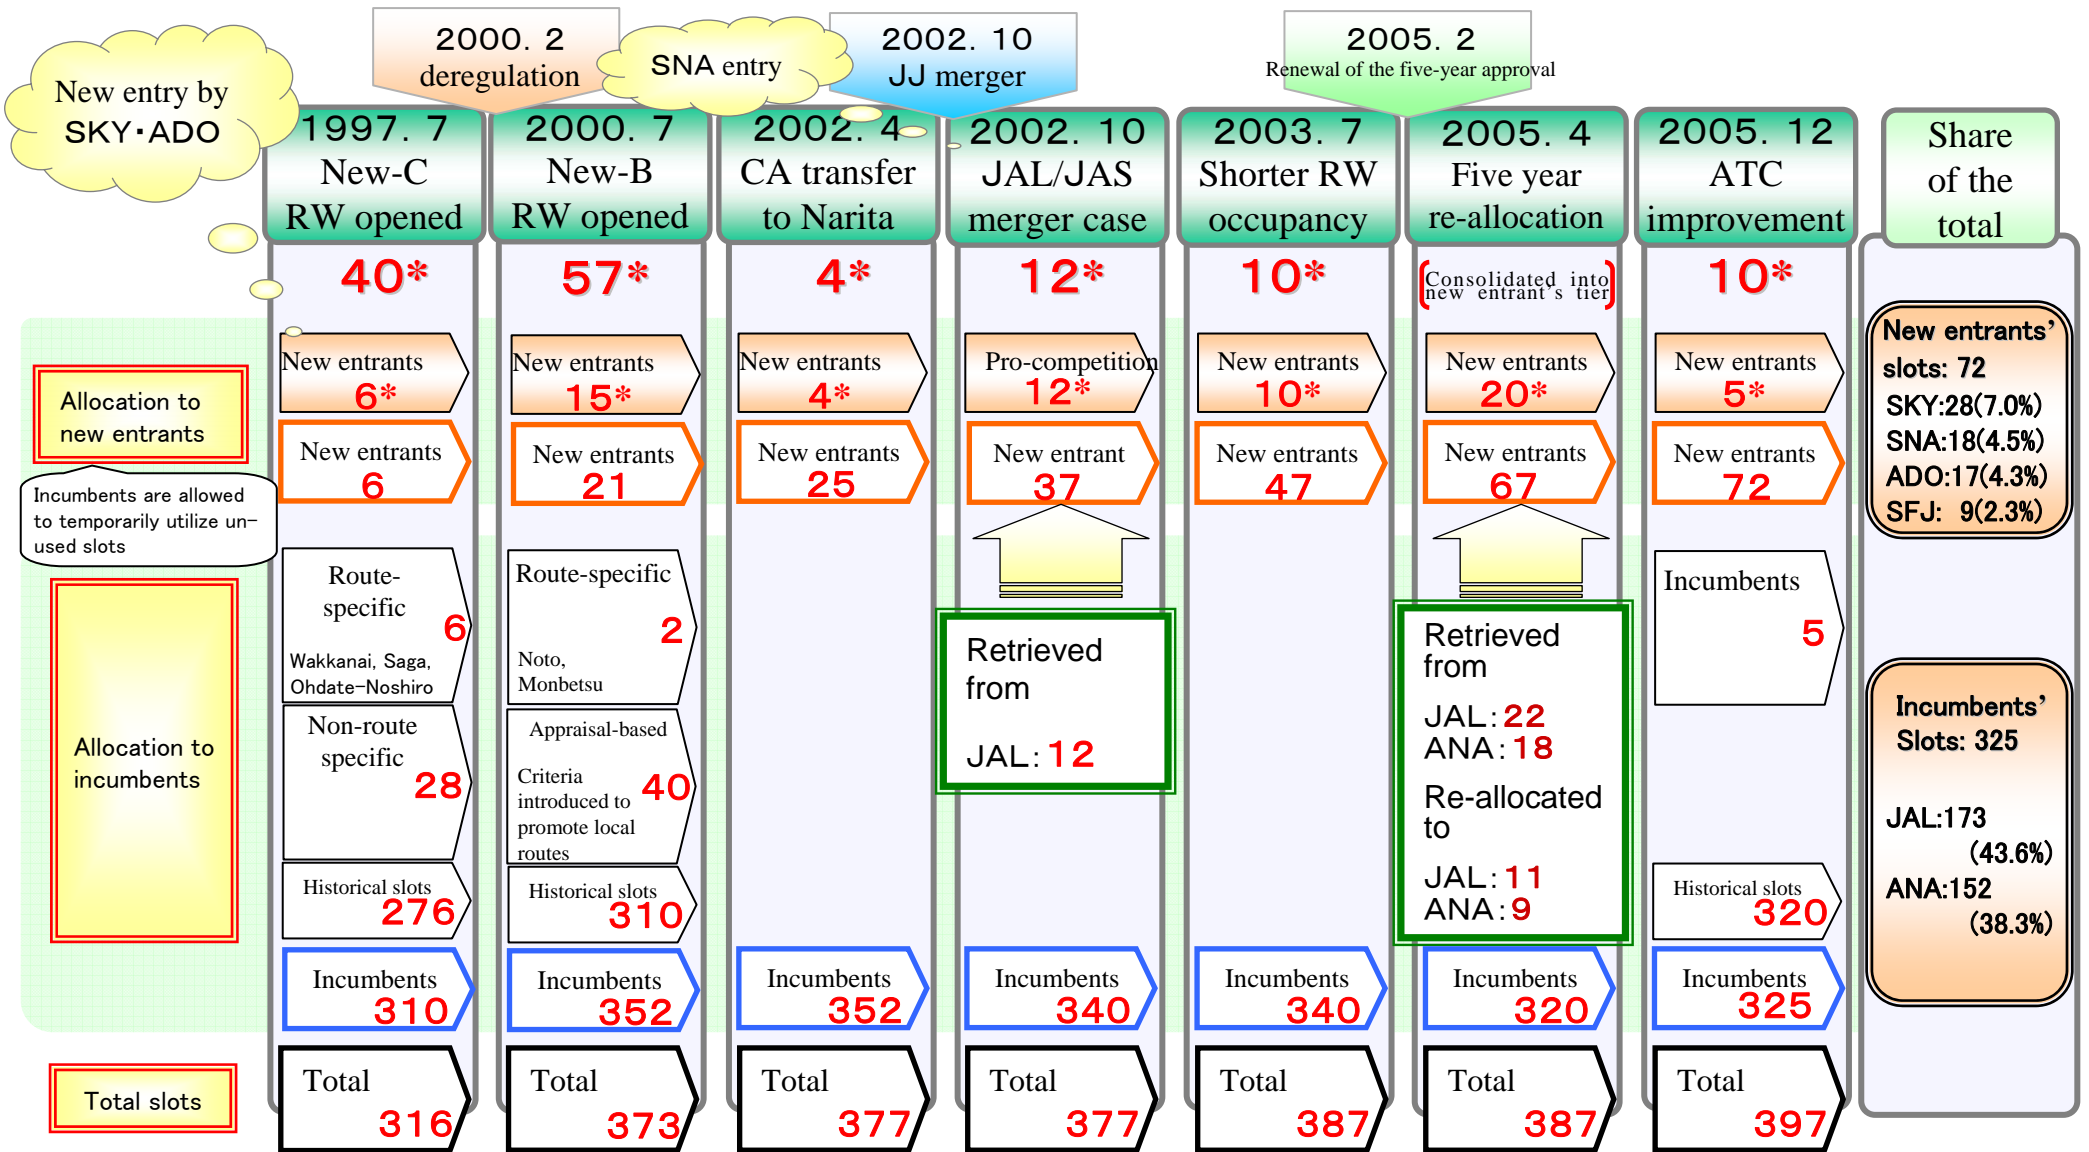 2000. 2
deregulation
SNA entry
2002. 10
JJ merger
2005. 2
Renewal of the five-year approval
New entry by
SKY・ADO
1997. 7
New-C
RW opened
2000. 7
New-B
RW opened
2002. 4
CA transfer
to Narita
2002. 10
JAL/JAS
merger case
2003. 7
Shorter RW
occupancy
2005. 4
Five year
re-allocation
2005. 12
ATC
improvement
Share
of the
total
40*
57*
4*
12*
10*
[Consolidated into
new entrant's tier]
10*
Allocation to
new entrants
New entrants
6*
New entrants
15*
New entrants
4*
Pro-competition
12*
New entrants
10*
New entrants
20*
New entrants
5*
New entrants
6
New entrants
21
New entrants
25
New entrant
37
New entrants
47
New entrants
67
New entrants
72
New entrants’
slots: 72
SKY:28(7.0%)
SNA:18(4.5%)
ADO:17(4.3%)
SFJ: 9(2.3%)
Incumbents are allowed
to temporarily utilize un-
used slots
Allocation to
incumbents
Route-
specific
6
Wakkanai, Saga,
Ohdate-Noshiro
Non-route
specific
28
Historical slots
276
Route-specific
2
Noto,
Monbetsu
Appraisal-based
40
Criteria
introduced to
promote local
routes
Historical slots
310
Retrieved
from
JAL: 12
Retrieved
from
JAL: 22
ANA: 18
Re-allocated
to
JAL: 11
ANA: 9
Incumbents
5
Historical slots
320
Incumbents’
Slots: 325
JAL:173
(43.6%)
ANA:152
(38.3%)
Incumbents
310
Incumbents
352
Incumbents
352
Incumbents
340
Incumbents
340
Incumbents
320
Incumbents
325
Total slots
Total
316
Total
373
Total
377
Total
377
Total
387
Total
387
Total
397